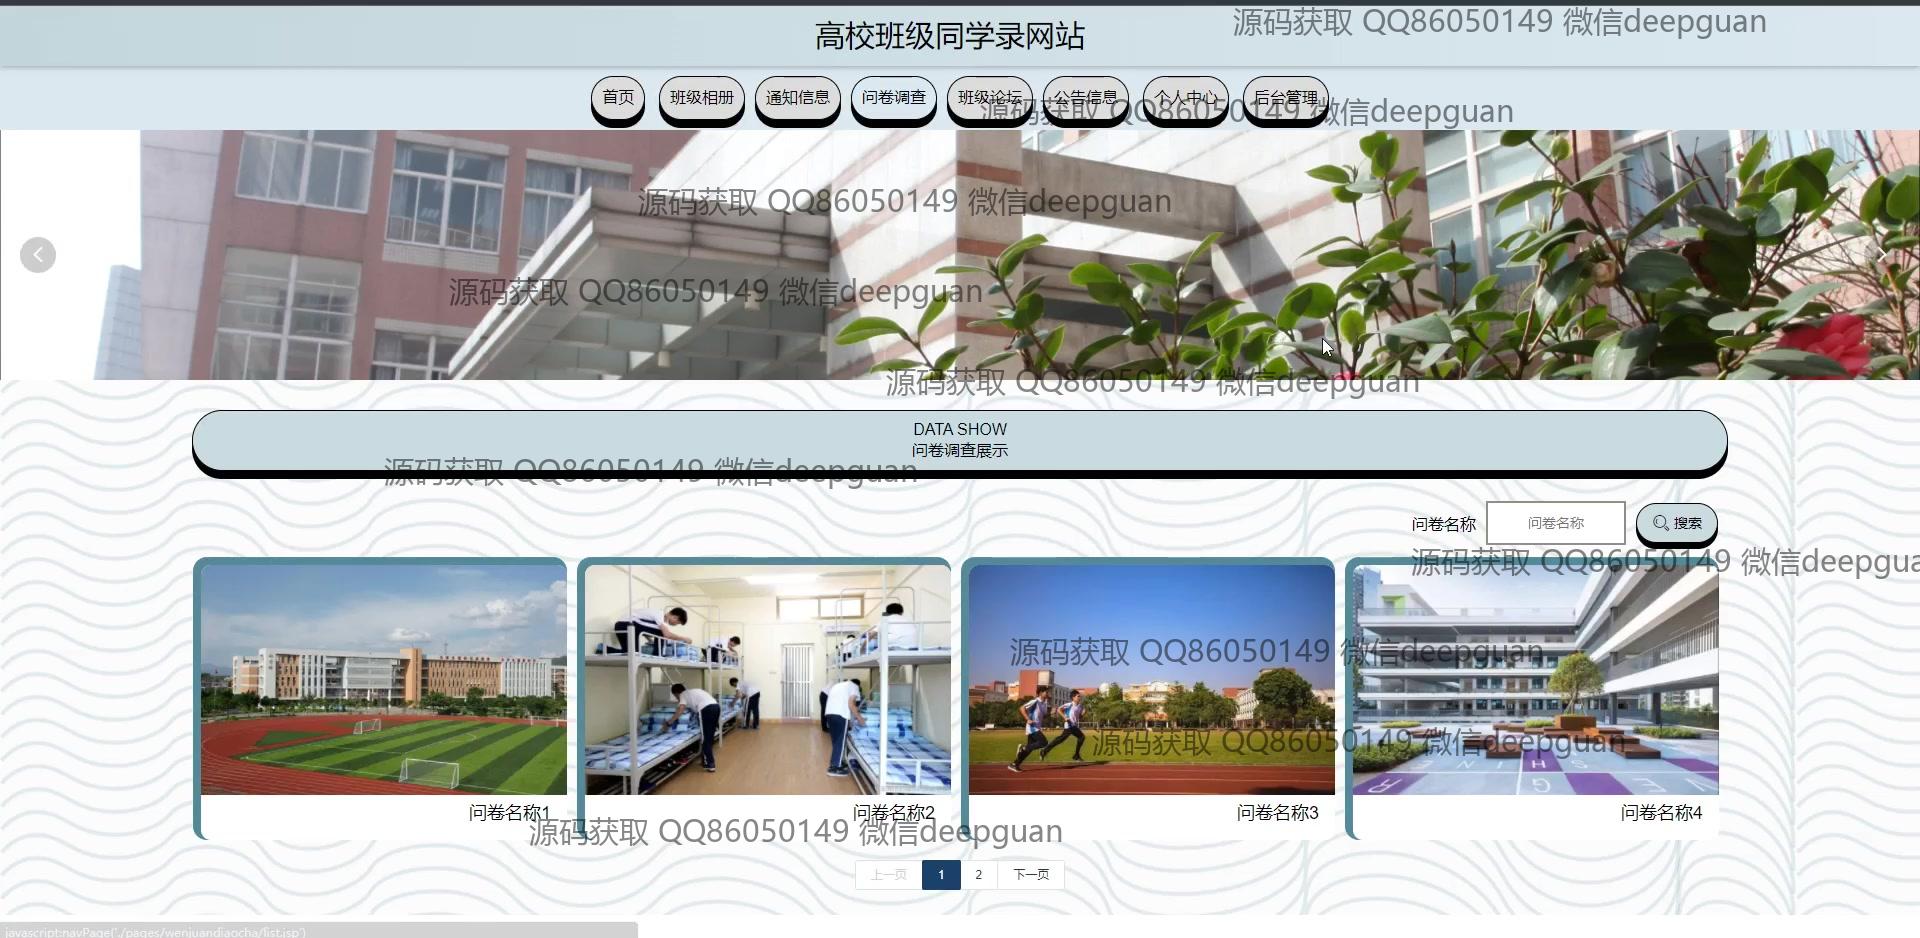 高校班级同学录网站
源码获取 QQ86050149 微信deepguan
首页
班级相册
通知信息
问卷调查
班级论坛
公告信息
个人中心
后台管理
源码获取 QQ86050149 微信deepguan
源码获取 QQ86050149 微信deepguan
源码获取 QQ86050149 微信deepguan
源码获取 QQ86050149 微信deepguan
DATA SHOW
问卷调查展示
源码获取 QQ86050149 微信deepguan
问卷名称
问卷名称
搜索
源码获取 QQ86050149 微信deepgua
源码获取 QQ86050149 微信deepguan
源码获取 QQ86050149 微信deepguan
问卷名称1
问卷名称2
问卷名称3
问卷名称4
源码获取 QQ86050149 微信deepguan
上一页
1
2
下一页
javascript:navPage('./pages/wenjuandiaocha/list.jsp')